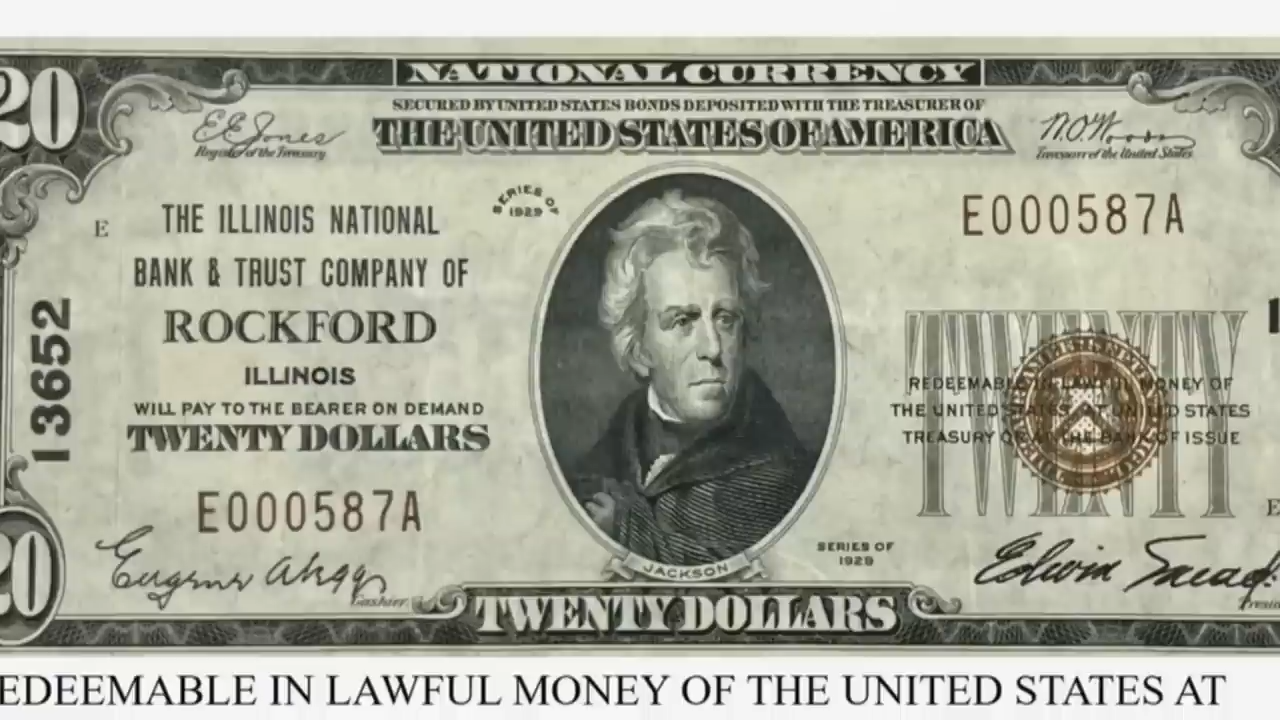 NATIONAL CURRENCY
SECURED BY UNITED STATES BONDS DEPOSITED WITH THE TREASURER OF
THE UNITED STATES OF AMERICA
20
E.E. Jones
Register of the Treasury
W.O. Woods
Treasurer of the United States
SERIES OF
1929
E000587A
E
THE ILLINOIS NATIONAL
BANK & TRUST COMPANY OF
ROCKFORD
ILLINOIS
WILL PAY TO THE BEARER ON DEMAND
TWENTY DOLLARS
13652
TWENTY
REDEEMABLE IN LAWFUL MONEY OF
THE UNITED STATES AT UNITED STATES
TREASURY OR AT THE BANK OF ISSUE
E000587A
E
Cashier
JACKSON
SERIES OF
1929
Edwin
20
TWENTY DOLLARS
EDEEMABLE IN LAWFUL MONEY OF THE UNITED STATES AT